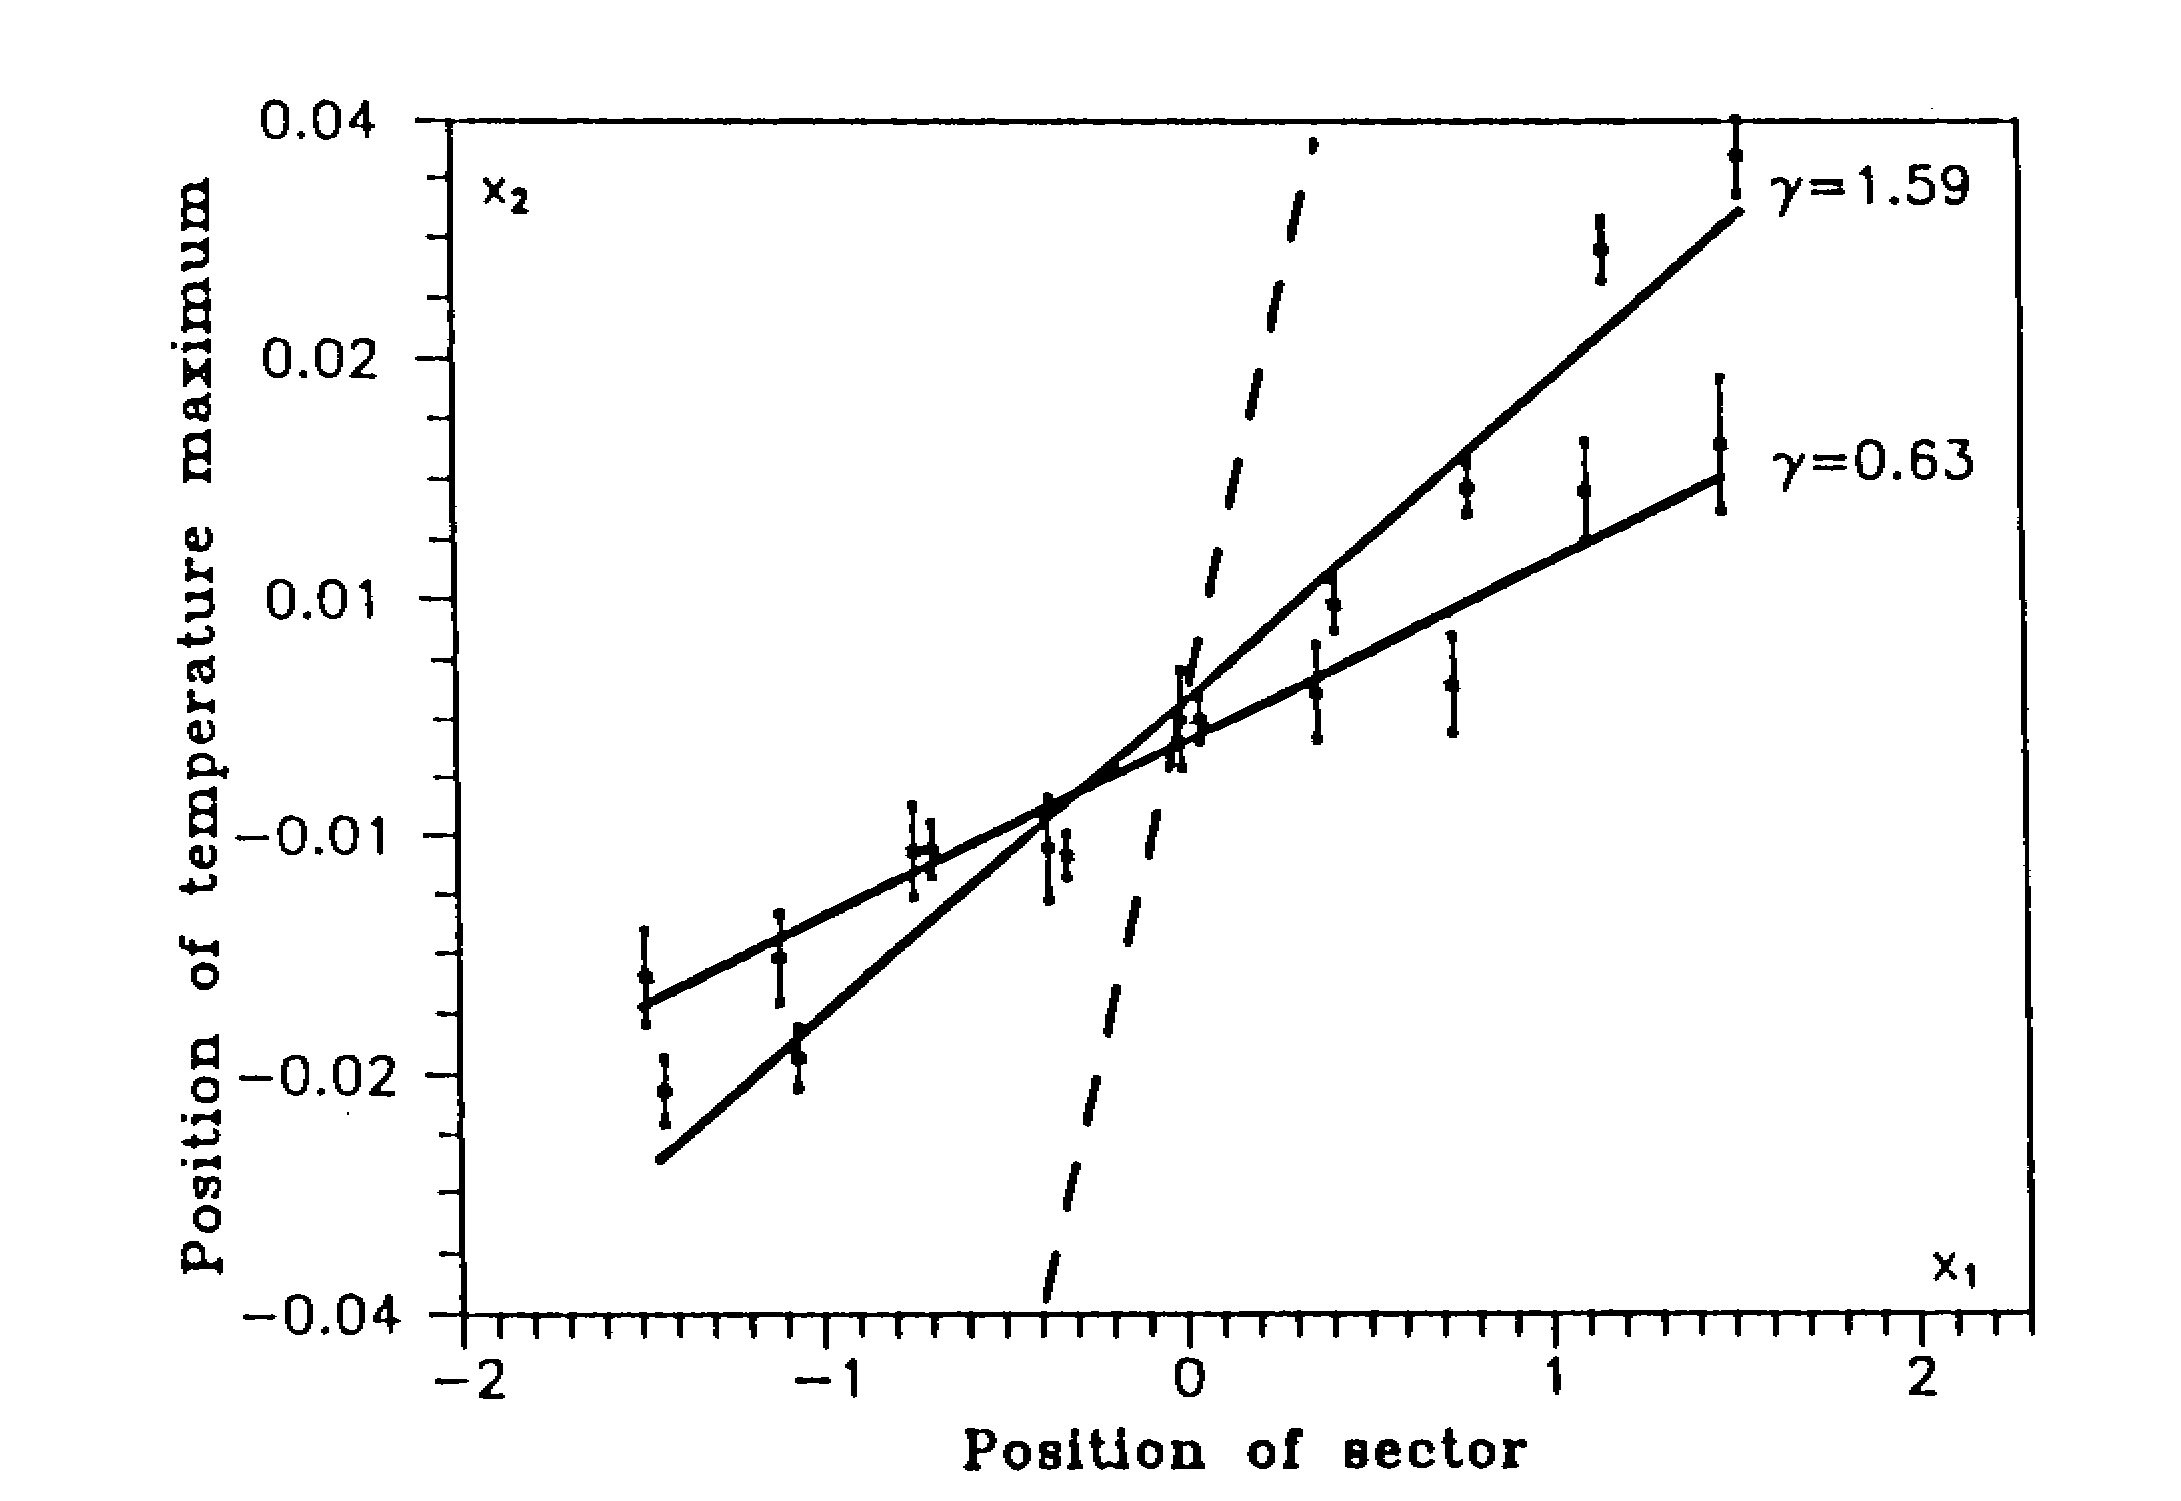 0.04
x₂
γ=1.59
0.02
γ=0.63
0.01
−0.01
−0.02
−0.04
x₁
−2 −1 0 1 2
Position of sector
Position of temperature maximum